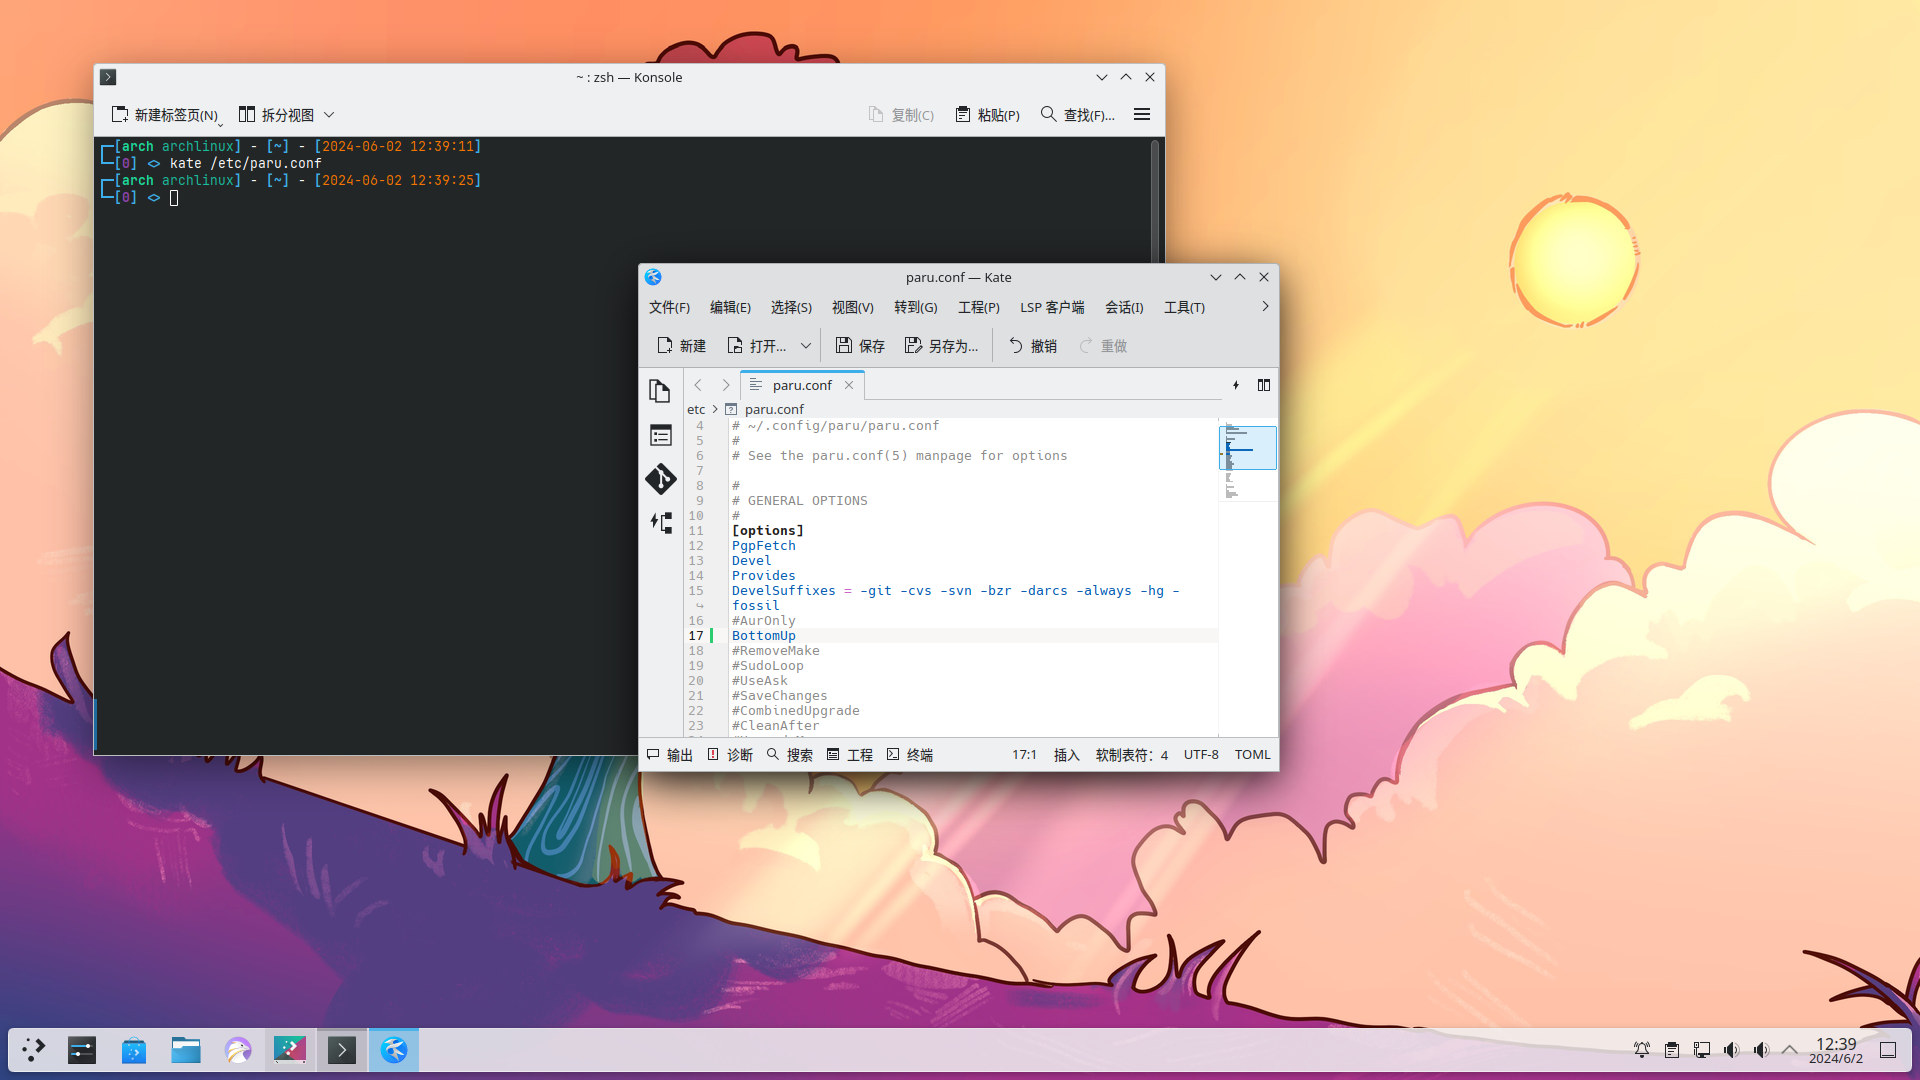 ~ : zsh — Konsole
新建标签页(N)
拆分视图
复制(C)
粘贴(P)
查找(F)...
[arch archlinux] - [~] - [2024-06-02 12:39:11]
[0] <> kate /etc/paru.conf
[arch archlinux] - [~] - [2024-06-02 12:39:25]
[0] <>
paru.conf — Kate
文件(F) 编辑(E) 选择(S) 视图(V) 转到(G) 工程(P) LSP 客户端 会话(I) 工具(T)
新建 打开... 保存 另存为... 撤销 重做
paru.conf
etc > paru.conf
4 # ~/.config/paru/paru.conf
5 #
6 # See the paru.conf(5) manpage for options
7
8 #
9 # GENERAL OPTIONS
10 #
11 [options]
12 PgpFetch
13 Devel
14 Provides
15 DevelSuffixes = -git -cvs -svn -bzr -darcs -always -hg -
fossil
16 #AurOnly
17 BottomUp
18 #RemoveMake
19 #SudoLoop
20 #UseAsk
21 #SaveChanges
22 #CombinedUpgrade
23 #CleanAfter
输出 诊断 搜索 工程 终端 17:1 插入 软制表符：4 UTF-8 TOML
12:39
2024/6/2